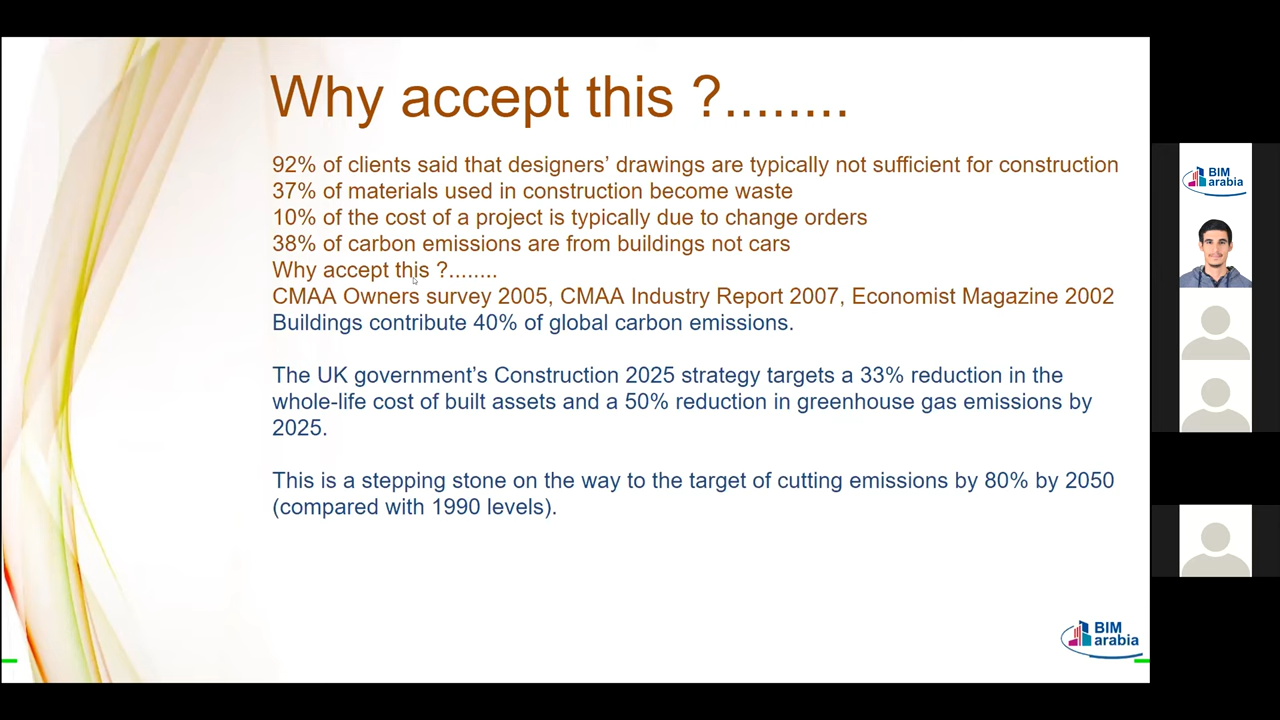 Why accept this ?........
92% of clients said that designers’ drawings are typically not sufficient for construction
37% of materials used in construction become waste
10% of the cost of a project is typically due to change orders
38% of carbon emissions are from buildings not cars
Why accept this ?........
CMAA Owners survey 2005, CMAA Industry Report 2007, Economist Magazine 2002
Buildings contribute 40% of global carbon emissions.
The UK government’s Construction 2025 strategy targets a 33% reduction in the
whole-life cost of built assets and a 50% reduction in greenhouse gas emissions by
2025.
This is a stepping stone on the way to the target of cutting emissions by 80% by 2050
(compared with 1990 levels).
BIM
arabia
BIM
arabia